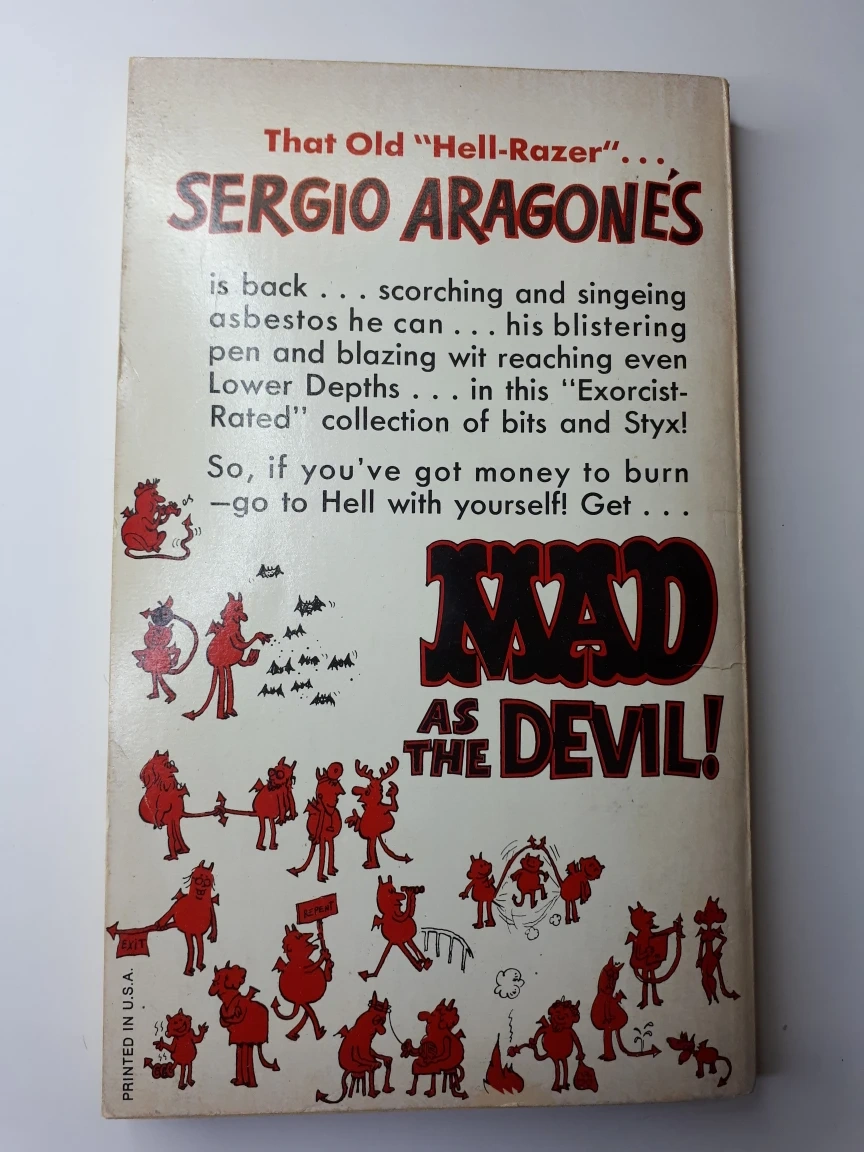 That Old "Hell-Razer"...
SERGIO ARAGONÉS
is back . . . scorching and singeing
asbestos he can . . . his blistering
pen and blazing wit reaching even
Lower Depths . . . in this "Exorcist-
Rated" collection of bits and Styx!
So, if you've got money to burn
—go to Hell with yourself! Get . . .
MAD
AS
THE DEVIL!
REPENT
EXIT
PRINTED IN U.S.A.